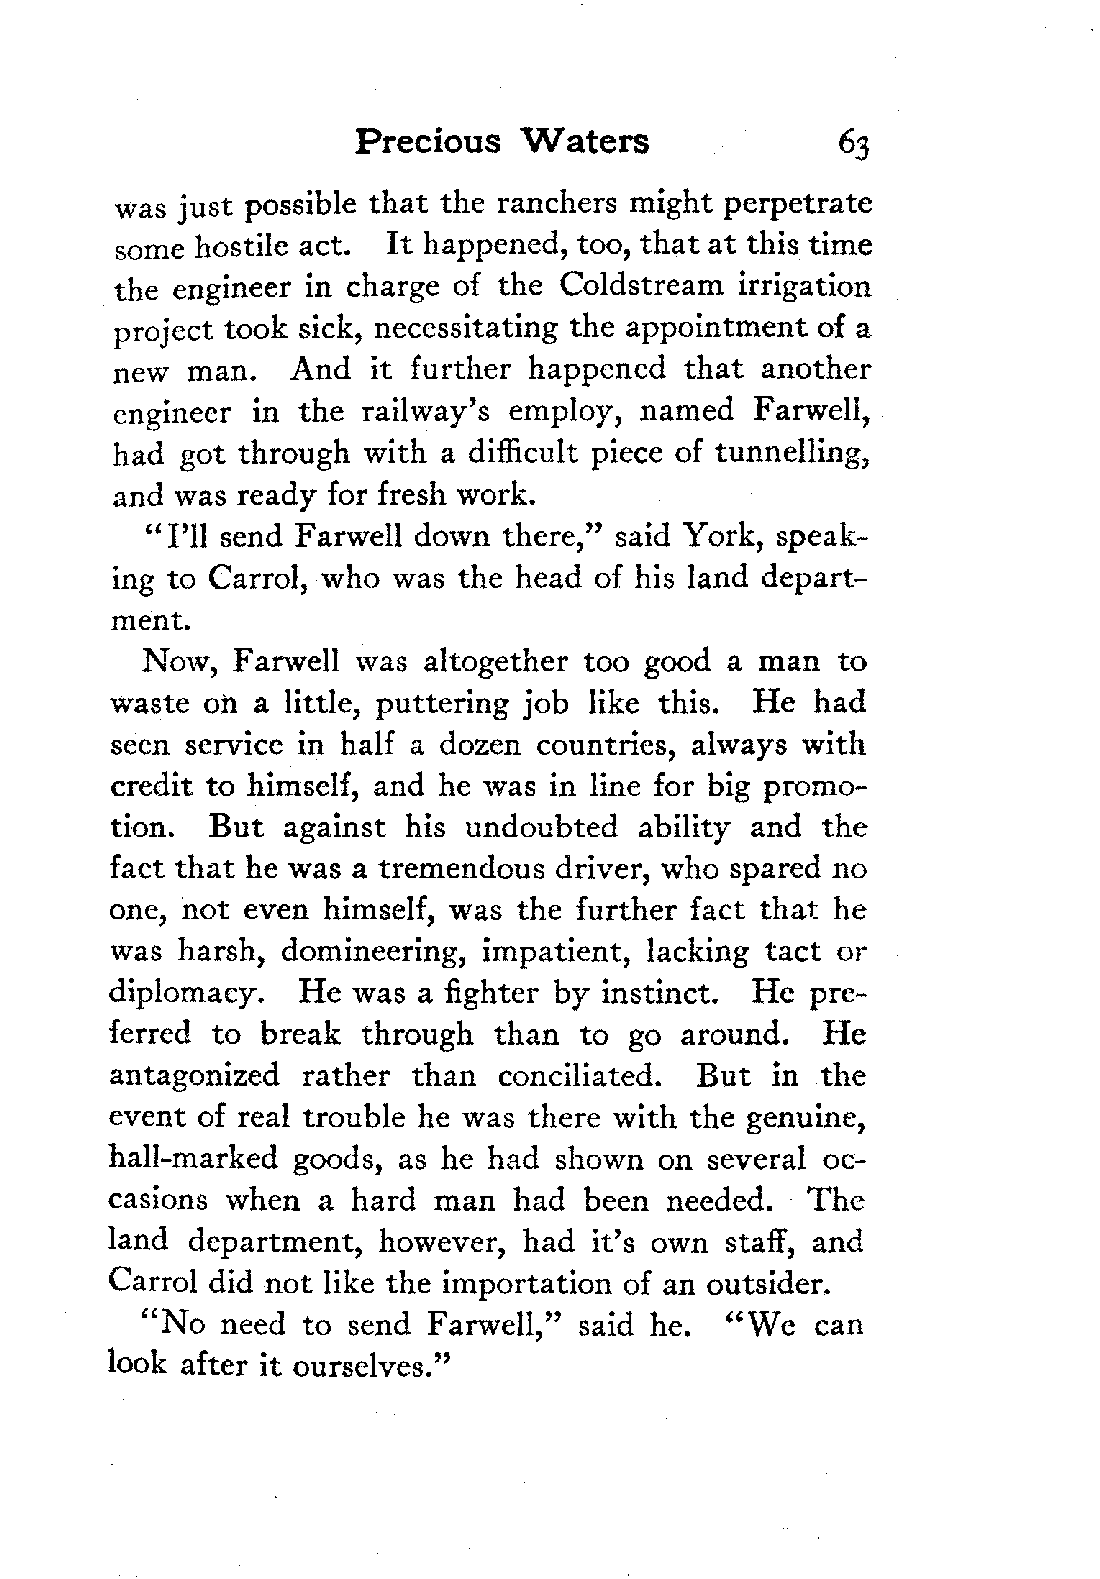 Precious Waters 63
was just possible that the ranchers might perpetrate
some hostile act. It happened, too, that at this time
the engineer in charge of the Coldstream irrigation
project took sick, necessitating the appointment of a
new man. And it further happened that another
engineer in the railway's employ, named Farwell,
had got through with a difficult piece of tunnelling,
and was ready for fresh work.
"I'll send Farwell down there," said York, speak-
ing to Carrol, who was the head of his land depart-
ment.
Now, Farwell was altogether too good a man to
waste on a little, puttering job like this. He had
seen service in half a dozen countries, always with
credit to himself, and he was in line for big promo-
tion. But against his undoubted ability and the
fact that he was a tremendous driver, who spared no
one, not even himself, was the further fact that he
was harsh, domineering, impatient, lacking tact or
diplomacy. He was a fighter by instinct. He pre-
ferred to break through than to go around. He
antagonized rather than conciliated. But in the
event of real trouble he was there with the genuine,
hall-marked goods, as he had shown on several oc-
casions when a hard man had been needed. The
land department, however, had it's own staff, and
Carrol did not like the importation of an outsider.
"No need to send Farwell," said he. "We can
look after it ourselves."